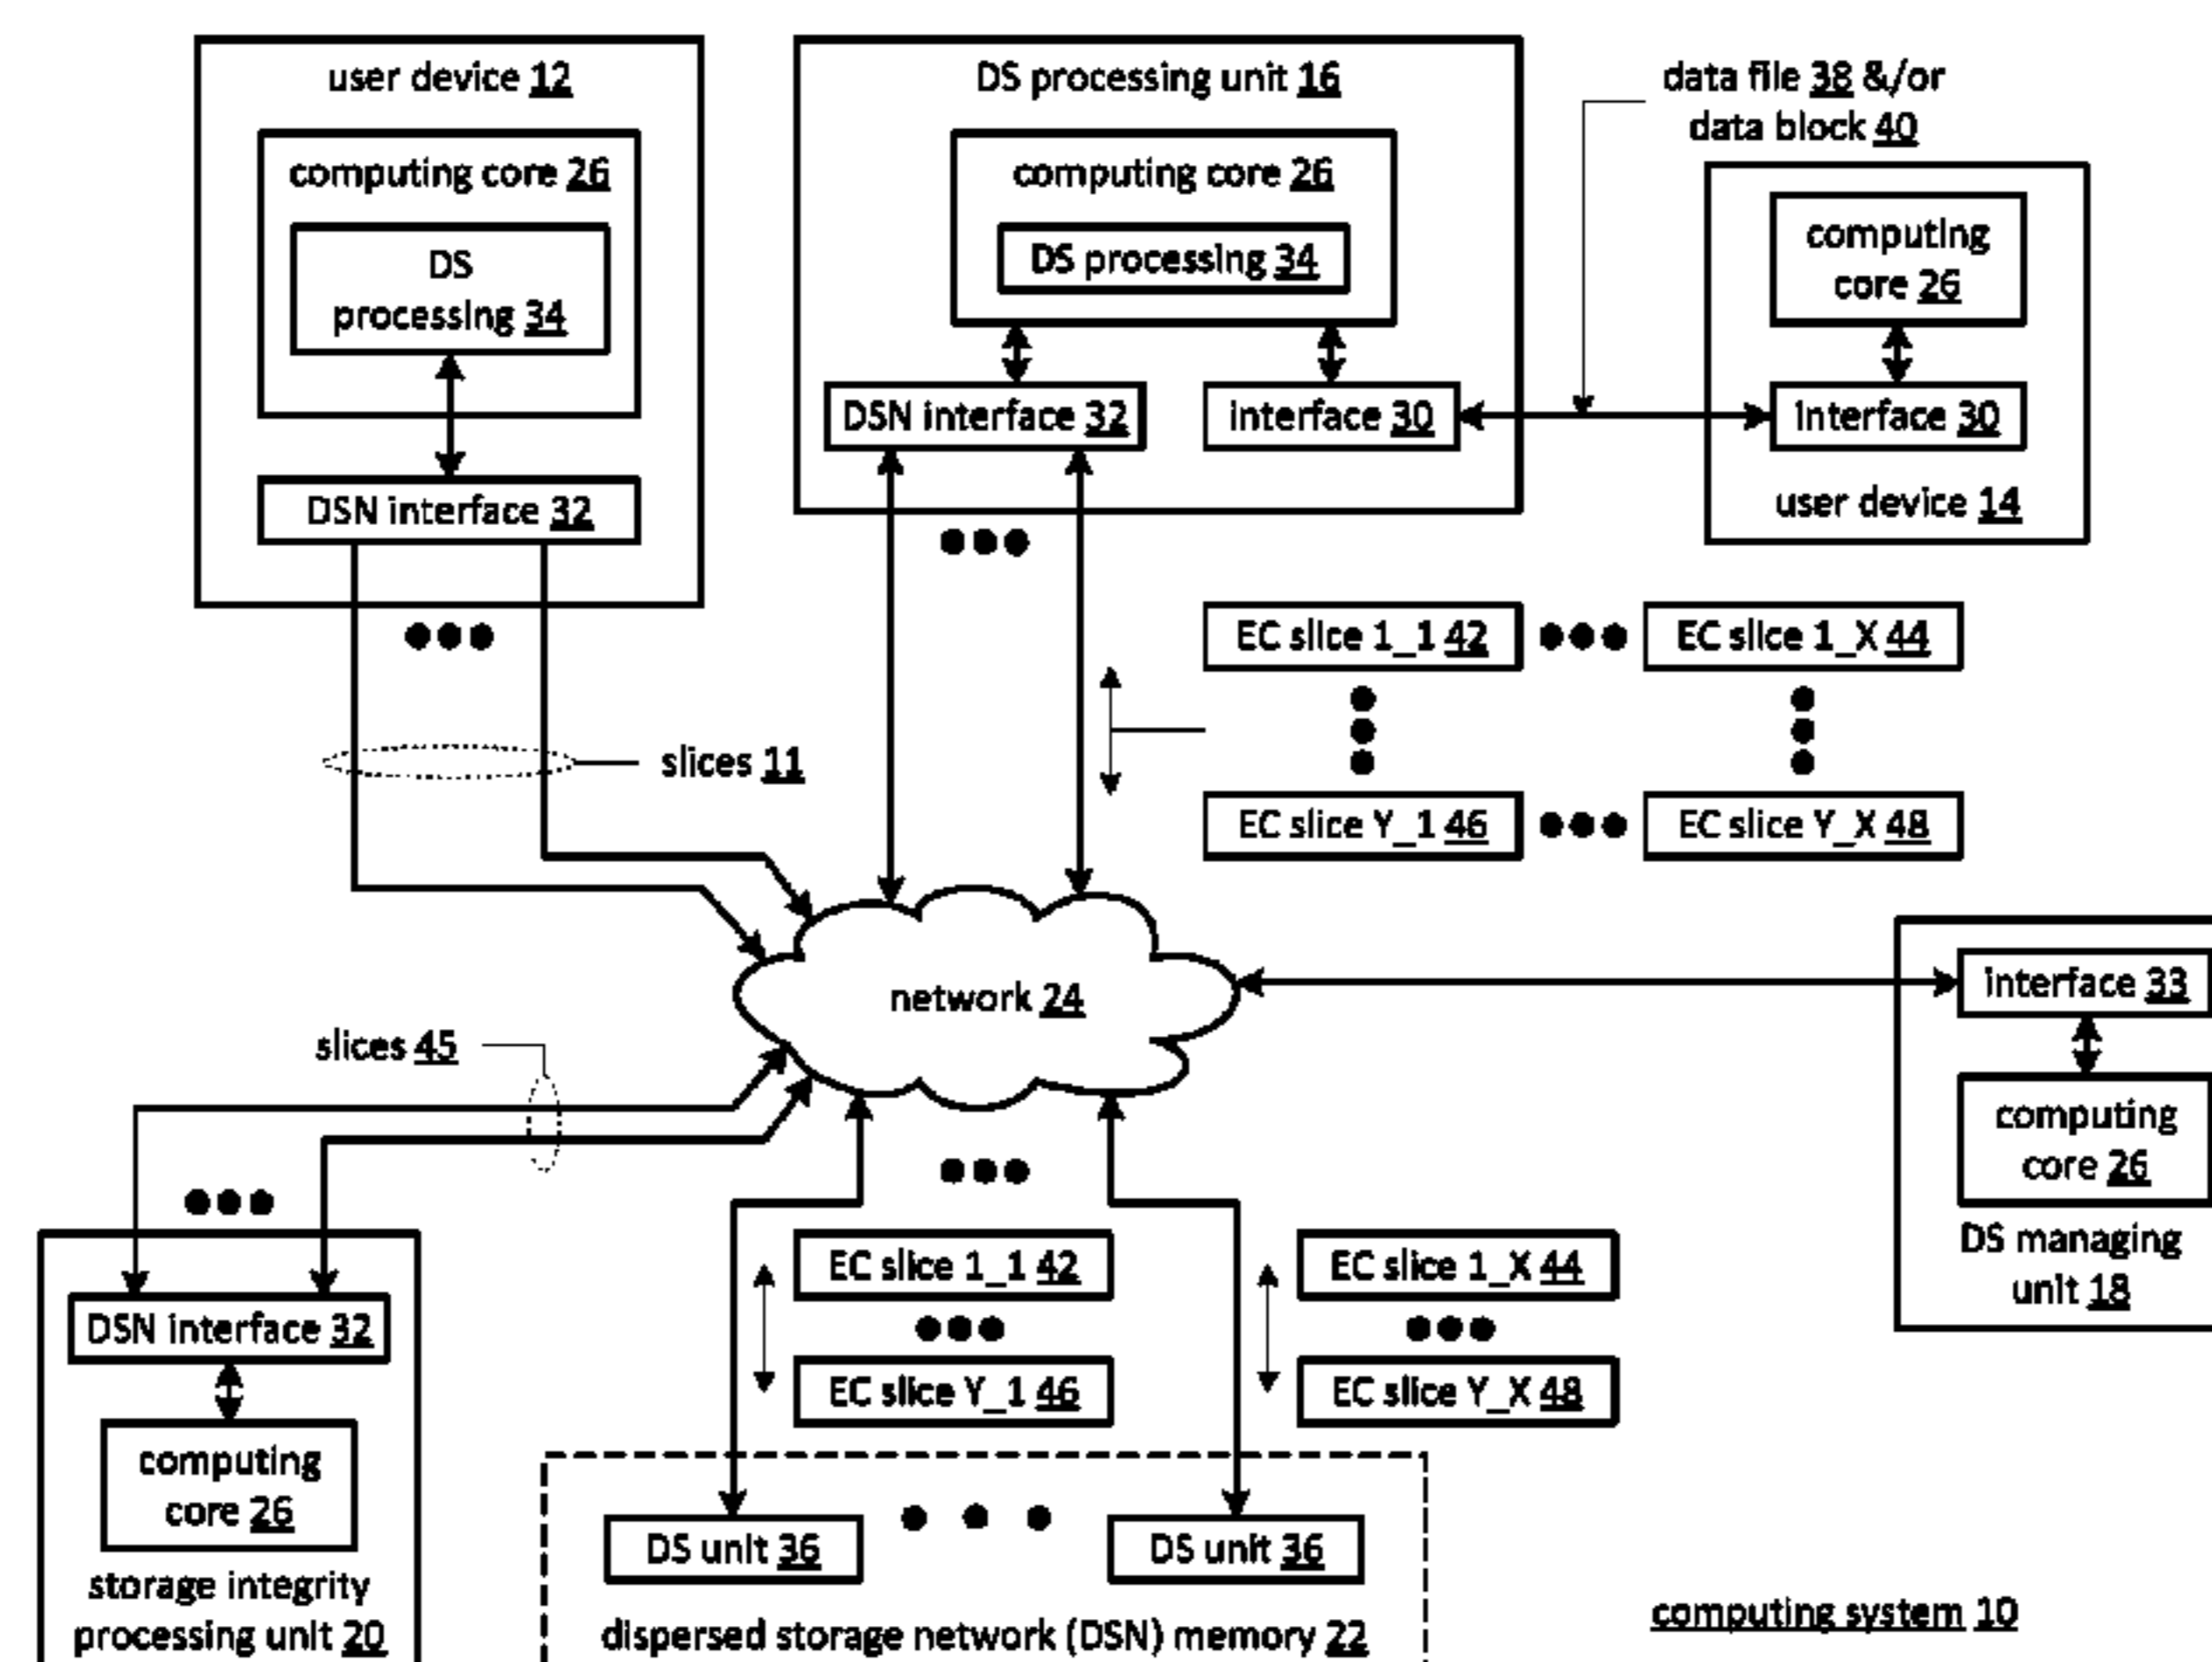 user device 12
computing core 26
DS
processing 34
DSN interface 32
DS processing unit 16
computing core 26
DS processing 34
DSN interface 32
interface 30
data file 38 &/or
data block 40
computing
core 26
interface 30
user device 14
EC slice 1_1 42
EC slice 1_X 44
EC slice Y_1 46
EC slice Y_X 48
slices 11
network 24
interface 33
computing
core 26
DS managing
unit 18
slices 45
DSN interface 32
computing
core 26
storage integrity
processing unit 20
EC slice 1_1 42
EC slice Y_1 46
EC slice 1_X 44
EC slice Y_X 48
DS unit 36
DS unit 36
dispersed storage network (DSN) memory 22
computing system 10